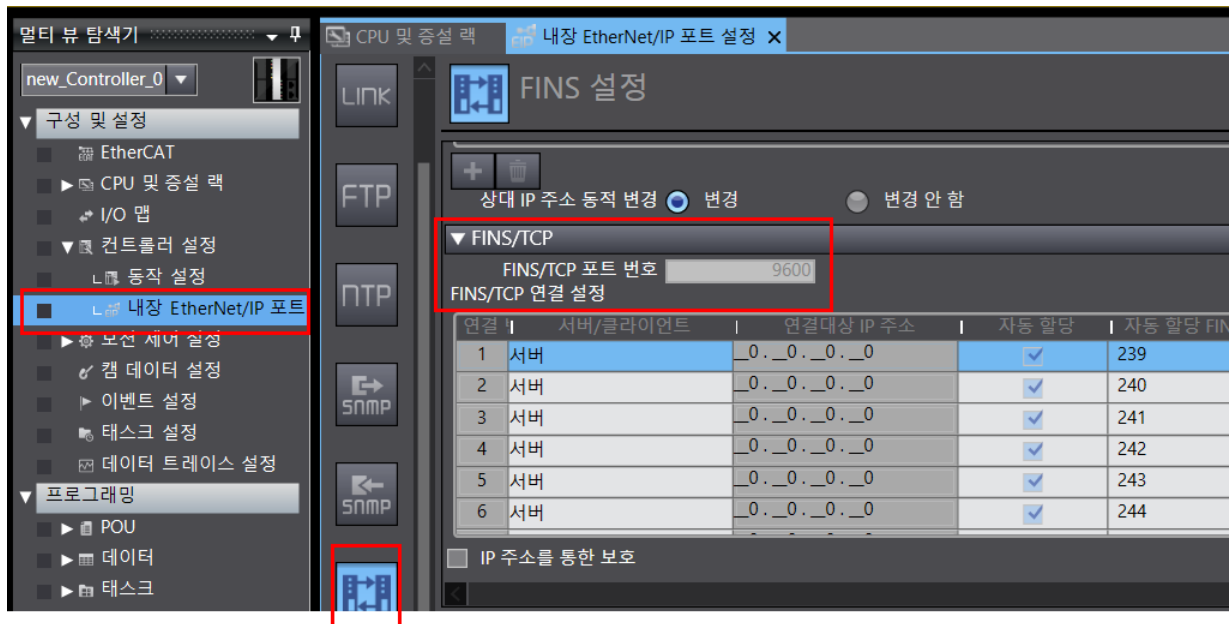 멀티 뷰 탐색기
new_Controller_0
구성 및 설정
EtherCAT
CPU 및 증설 랙
I/O 맵
컨트롤러 설정
동작 설정
내장 EtherNet/IP 포트
모션 제어 설정
캠 데이터 설정
이벤트 설정
태스크 설정
데이터 트레이스 설정
프로그래밍
POU
데이터
태스크
CPU 및 증설 랙
EIP 내장 EtherNet/IP 포트 설정
LINK
FTP
NTP
SNMP
SNMP
FINS 설정
상대 IP 주소 동적 변경 변경 변경 안 함
FINS/TCP
FINS/TCP 포트 번호 9600
FINS/TCP 연결 설정
연결 서버/클라이언트 연결대상 IP 주소 자동 할당 자동 할당 FIN
1 서버 _0 . _0 . _0 . _0 239
2 서버 _0 . _0 . _0 . _0 240
3 서버 _0 . _0 . _0 . _0 241
4 서버 _0 . _0 . _0 . _0 242
5 서버 _0 . _0 . _0 . _0 243
6 서버 _0 . _0 . _0 . _0 244
IP 주소를 통한 보호